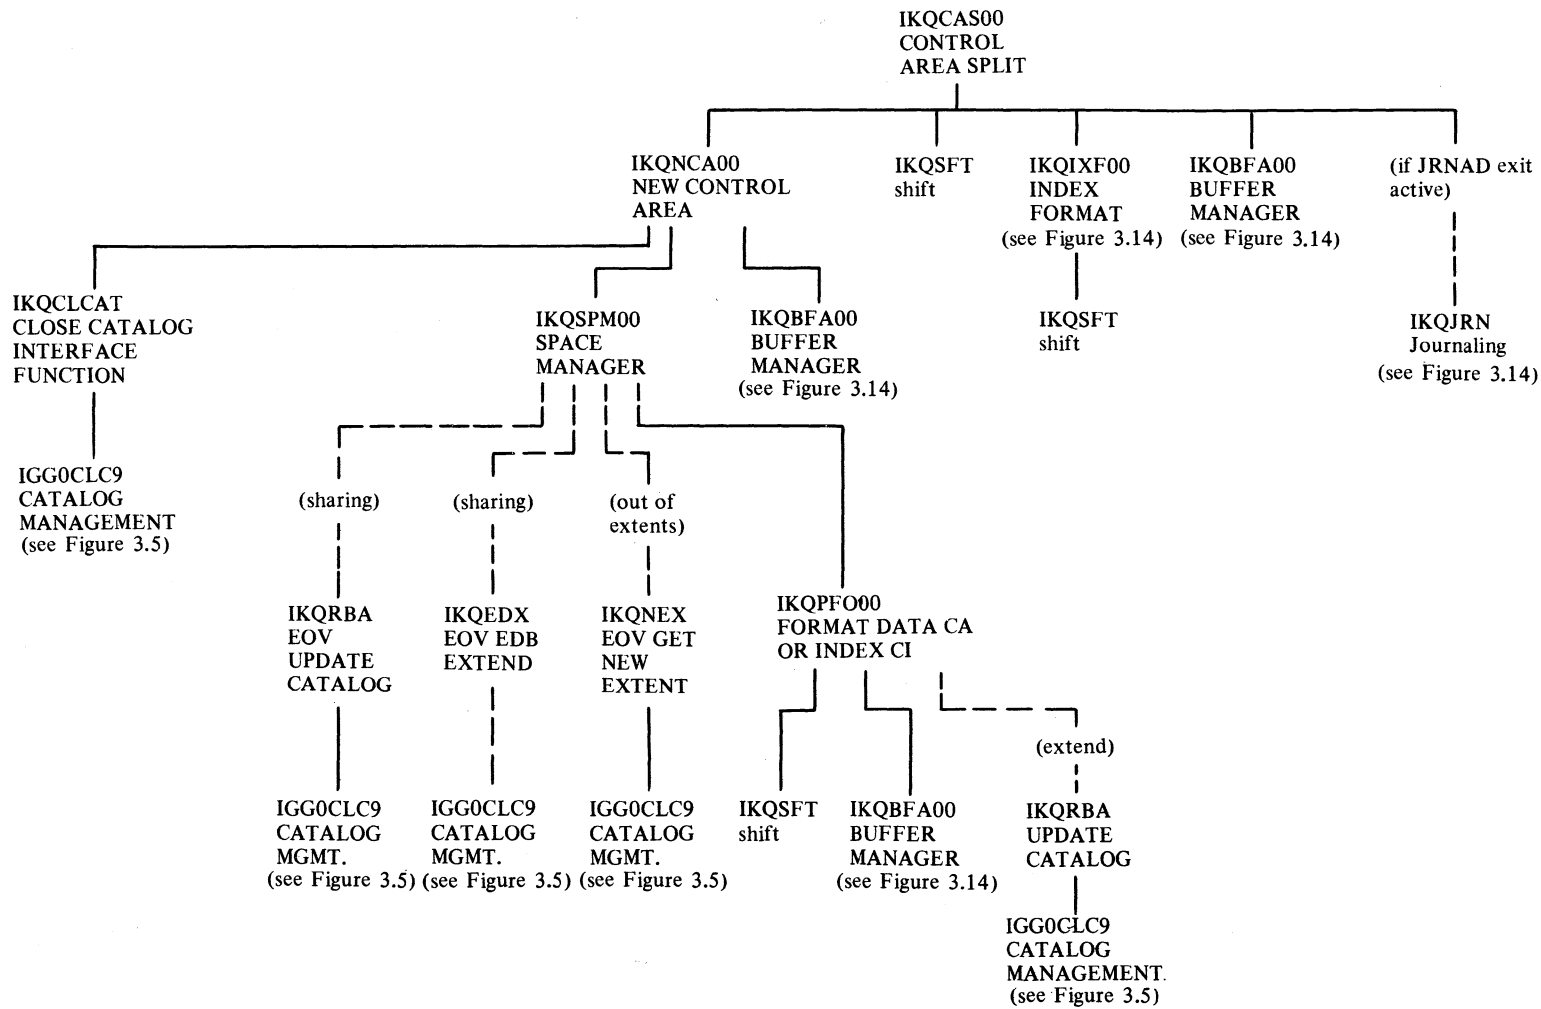 IKQCAS00
CONTROL
AREA SPLIT
IKQNCA00
NEW CONTROL
AREA
IKQSFT
shift
IKQIXF00
INDEX
FORMAT
(see Figure 3.14)
IKQBFA00
BUFFER
MANAGER
(see Figure 3.14)
(if JRNAD exit
active)
IKQCLCAT
CLOSE CATALOG
INTERFACE
FUNCTION
IKQSPM00
SPACE
MANAGER
IKQBFA00
BUFFER
MANAGER
(see Figure 3.14)
IKQSFT
shift
IKQJRN
Journaling
(see Figure 3.14)
IGG0CLC9
CATALOG
MANAGEMENT
(see Figure 3.5)
(sharing)
(sharing)
(out of
extents)
IKQRBA
EOV
UPDATE
CATALOG
IKQEDX
EOV EDB
EXTEND
IKQNEX
EOV GET
NEW
EXTENT
IKQPFO00
FORMAT DATA CA
OR INDEX CI
(extend)
IGG0CLC9
CATALOG
MGMT.
(see Figure 3.5)
IGG0CLC9
CATALOG
MGMT.
(see Figure 3.5)
IGG0CLC9
CATALOG
MGMT.
(see Figure 3.5)
IKQSFT
shift
IKQBFA00
BUFFER
MANAGER
(see Figure 3.14)
IKQRBA
UPDATE
CATALOG
IGG0CLC9
CATALOG
MANAGEMENT.
(see Figure 3.5)